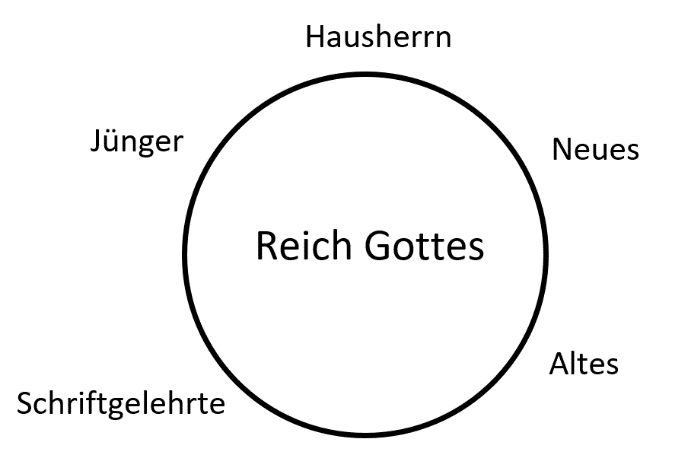 Hausherrn
Jünger
Neues
Reich Gottes
Altes
Schriftgelehrte